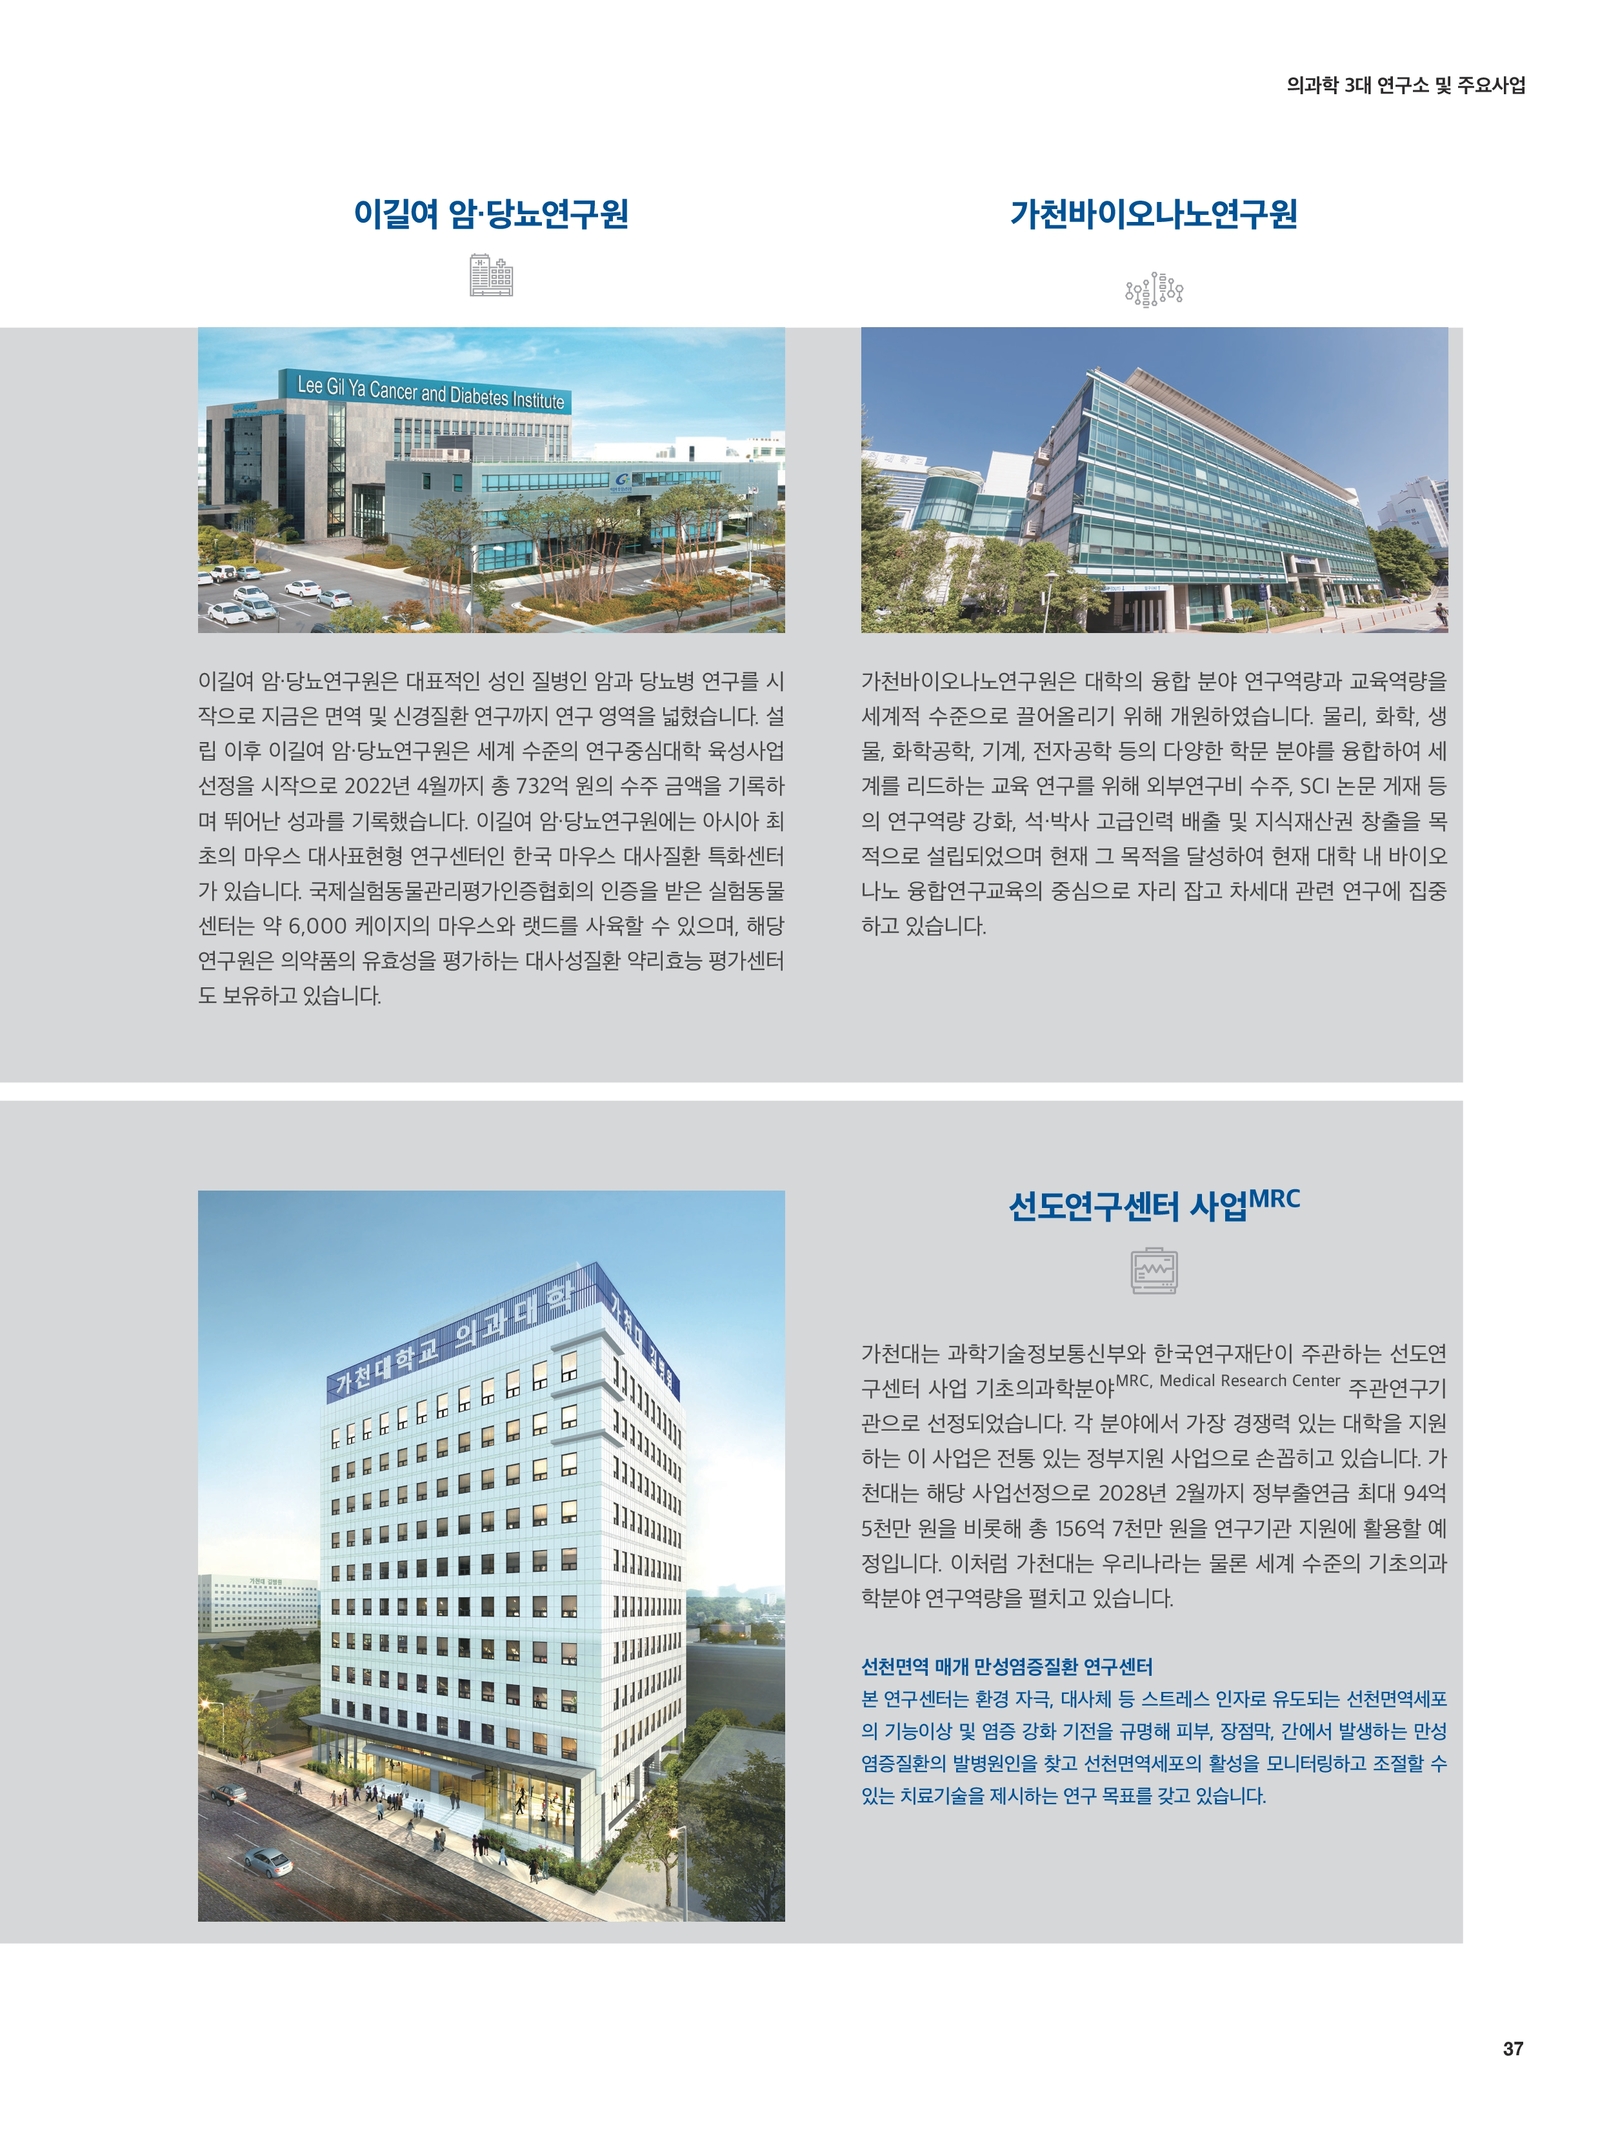 의과학 3대 연구소 및 주요사업
이길여 암·당뇨연구원
Lee Gil Ya Cancer and Diabetes Institute
이길여 암·당뇨연구원은 대표적인 성인 질병인 암과 당뇨병 연구를 시
작으로 지금은 면역 및 신경질환 연구까지 연구 영역을 넓혔습니다. 설
립 이후 이길여 암·당뇨연구원은 세계 수준의 연구중심대학 육성사업
선정을 시작으로 2022년 4월까지 총 732억 원의 수주 금액을 기록하
며 뛰어난 성과를 기록했습니다. 이길여 암·당뇨연구원에는 아시아 최
초의 마우스 대사표현형 연구센터인 한국 마우스 대사질환 특화센터
가 있습니다. 국제실험동물관리평가인증협회의 인증을 받은 실험동물
센터는 약 6,000 케이지의 마우스와 랫드를 사육할 수 있으며, 해당
연구원은 의약품의 유효성을 평가하는 대사성질환 약리효능 평가센터
도 보유하고 있습니다.
가천바이오나노연구원
가천바이오나노연구원은 대학의 융합 분야 연구역량과 교육역량을
세계적 수준으로 끌어올리기 위해 개원하였습니다. 물리, 화학, 생
물, 화학공학, 기계, 전자공학 등의 다양한 학문 분야를 융합하여 세
계를 리드하는 교육 연구를 위해 외부연구비 수주, SCI 논문 게재 등
의 연구역량 강화, 석·박사 고급인력 배출 및 지식재산권 창출을 목
적으로 설립되었으며 현재 그 목적을 달성하여 현재 대학 내 바이오
나노 융합연구교육의 중심으로 자리 잡고 차세대 관련 연구에 집중
하고 있습니다.
가천대학교 의과대학
가천대 길병원
가천대 길병원
선도연구센터 사업MRC
가천대는 과학기술정보통신부와 한국연구재단이 주관하는 선도연
구센터 사업 기초의과학분야MRC, Medical Research Center 주관연구기
관으로 선정되었습니다. 각 분야에서 가장 경쟁력 있는 대학을 지원
하는 이 사업은 전통 있는 정부지원 사업으로 손꼽히고 있습니다. 가
천대는 해당 사업선정으로 2028년 2월까지 정부출연금 최대 94억
5천만 원을 비롯해 총 156억 7천만 원을 연구기관 지원에 활용할 예
정입니다. 이처럼 가천대는 우리나라는 물론 세계 수준의 기초의과
학분야 연구역량을 펼치고 있습니다.
선천면역 매개 만성염증질환 연구센터
본 연구센터는 환경 자극, 대사체 등 스트레스 인자로 유도되는 선천면역세포
의 기능이상 및 염증 강화 기전을 규명해 피부, 장점막, 간에서 발생하는 만성
염증질환의 발병원인을 찾고 선천면역세포의 활성을 모니터링하고 조절할 수
있는 치료기술을 제시하는 연구 목표를 갖고 있습니다.
37